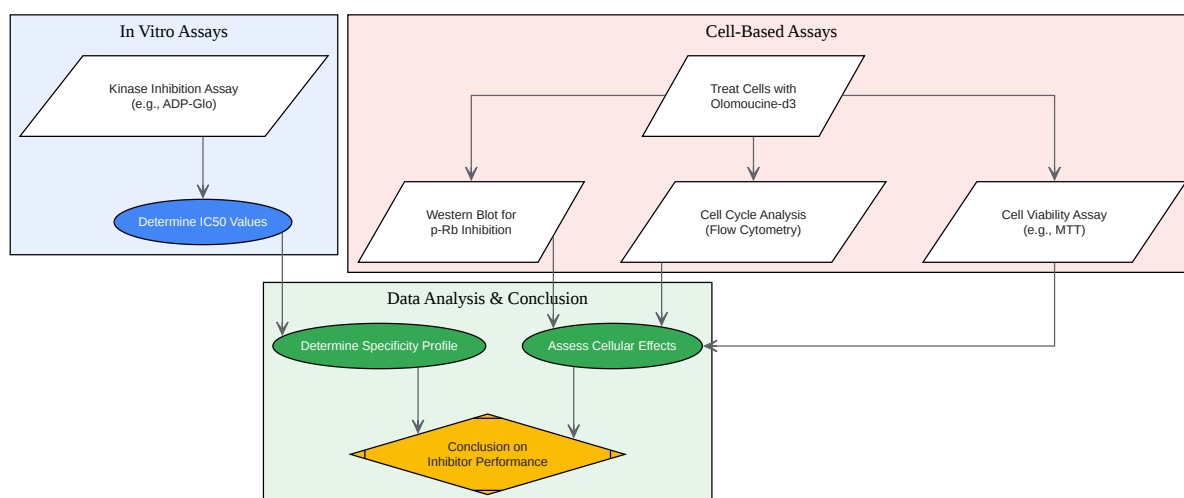 In Vitro Assays
Kinase Inhibition Assay
(e.g., ADP-Glo)
Determine IC50 Values
Cell-Based Assays
Treat Cells with
Olomoucine-d3
Western Blot for
p-Rb Inhibition
Cell Cycle Analysis
(Flow Cytometry)
Cell Viability Assay
(e.g., MTT)
Data Analysis & Conclusion
Determine Specificity Profile
Assess Cellular Effects
Conclusion on
Inhibitor Performance